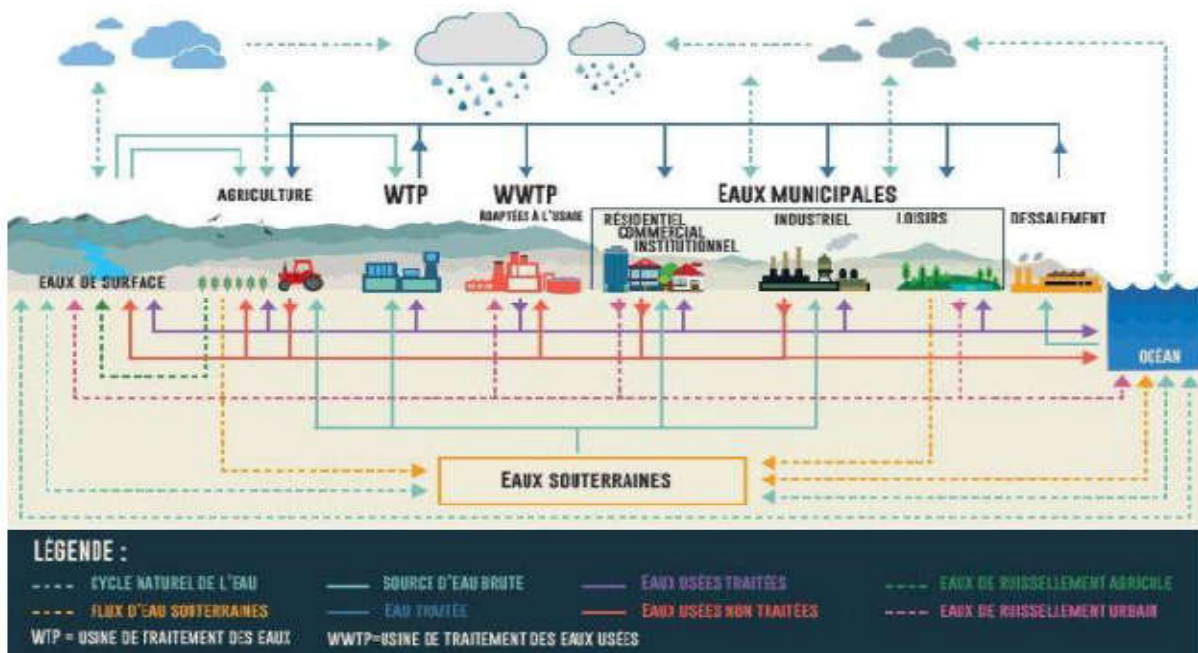 AGRICULTURE
WTP
WWTP
ADAPTÉES À L'USAGE
EAUX MUNICIPALES
RÉSIDENTIEL
COMMERCIAL
INSTITUTIONNEL
INDUSTRIEL
LOISIRS
DESSALEMENT
EAUX DE SURFACE
OCÉAN
EAUX SOUTERRAINES
LÉGENDE :
CYCLE NATUREL DE L'EAU
SOURCE D'EAU BRUTE
EAUX USÉES TRAITÉES
EAUX DE RUISSELLEMENT AGRICOLE
FLUX D'EAU SOUTERRAINES
EAU TRAITÉE
EAUX USÉES NON TRAITÉES
EAUX DE RUISSELLEMENT URBAIN
WTP = USINE DE TRAITEMENT DES EAUX
WWTP=USINE DE TRAITEMENT DES EAUX USÉES